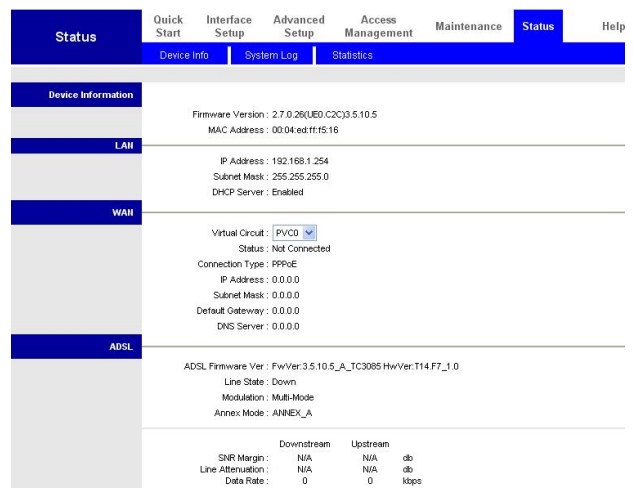 Status
Quick Start
Interface Setup
Advanced Setup
Access Management
Maintenance
Status
Help
Device Info
System Log
Statistics
Device Information
Firmware Version : 2.7.0.26(UE0.C2C)3.5.10.5
MAC Address : 00:04:ed:ff:f5:16
LAN
IP Address : 192.168.1.254
Subnet Mask : 255.255.255.0
DHCP Server : Enabled
WAN
Virtual Circuit : PVC0
Status : Not Connected
Connection Type : PPPoE
IP Address : 0.0.0.0
Subnet Mask : 0.0.0.0
Default Gateway : 0.0.0.0
DNS Server : 0.0.0.0
ADSL
ADSL Firmware Ver : FwVer:3.5.10.5_A_TC3085 HwVer:T14.F7_1.0
Line State : Down
Modulation : Multi-Mode
Annex Mode : ANNEX_A
Downstream Upstream
SNR Margin : N/A N/A db
Line Attenuation : N/A N/A db
Data Rate : 0 0 kbps